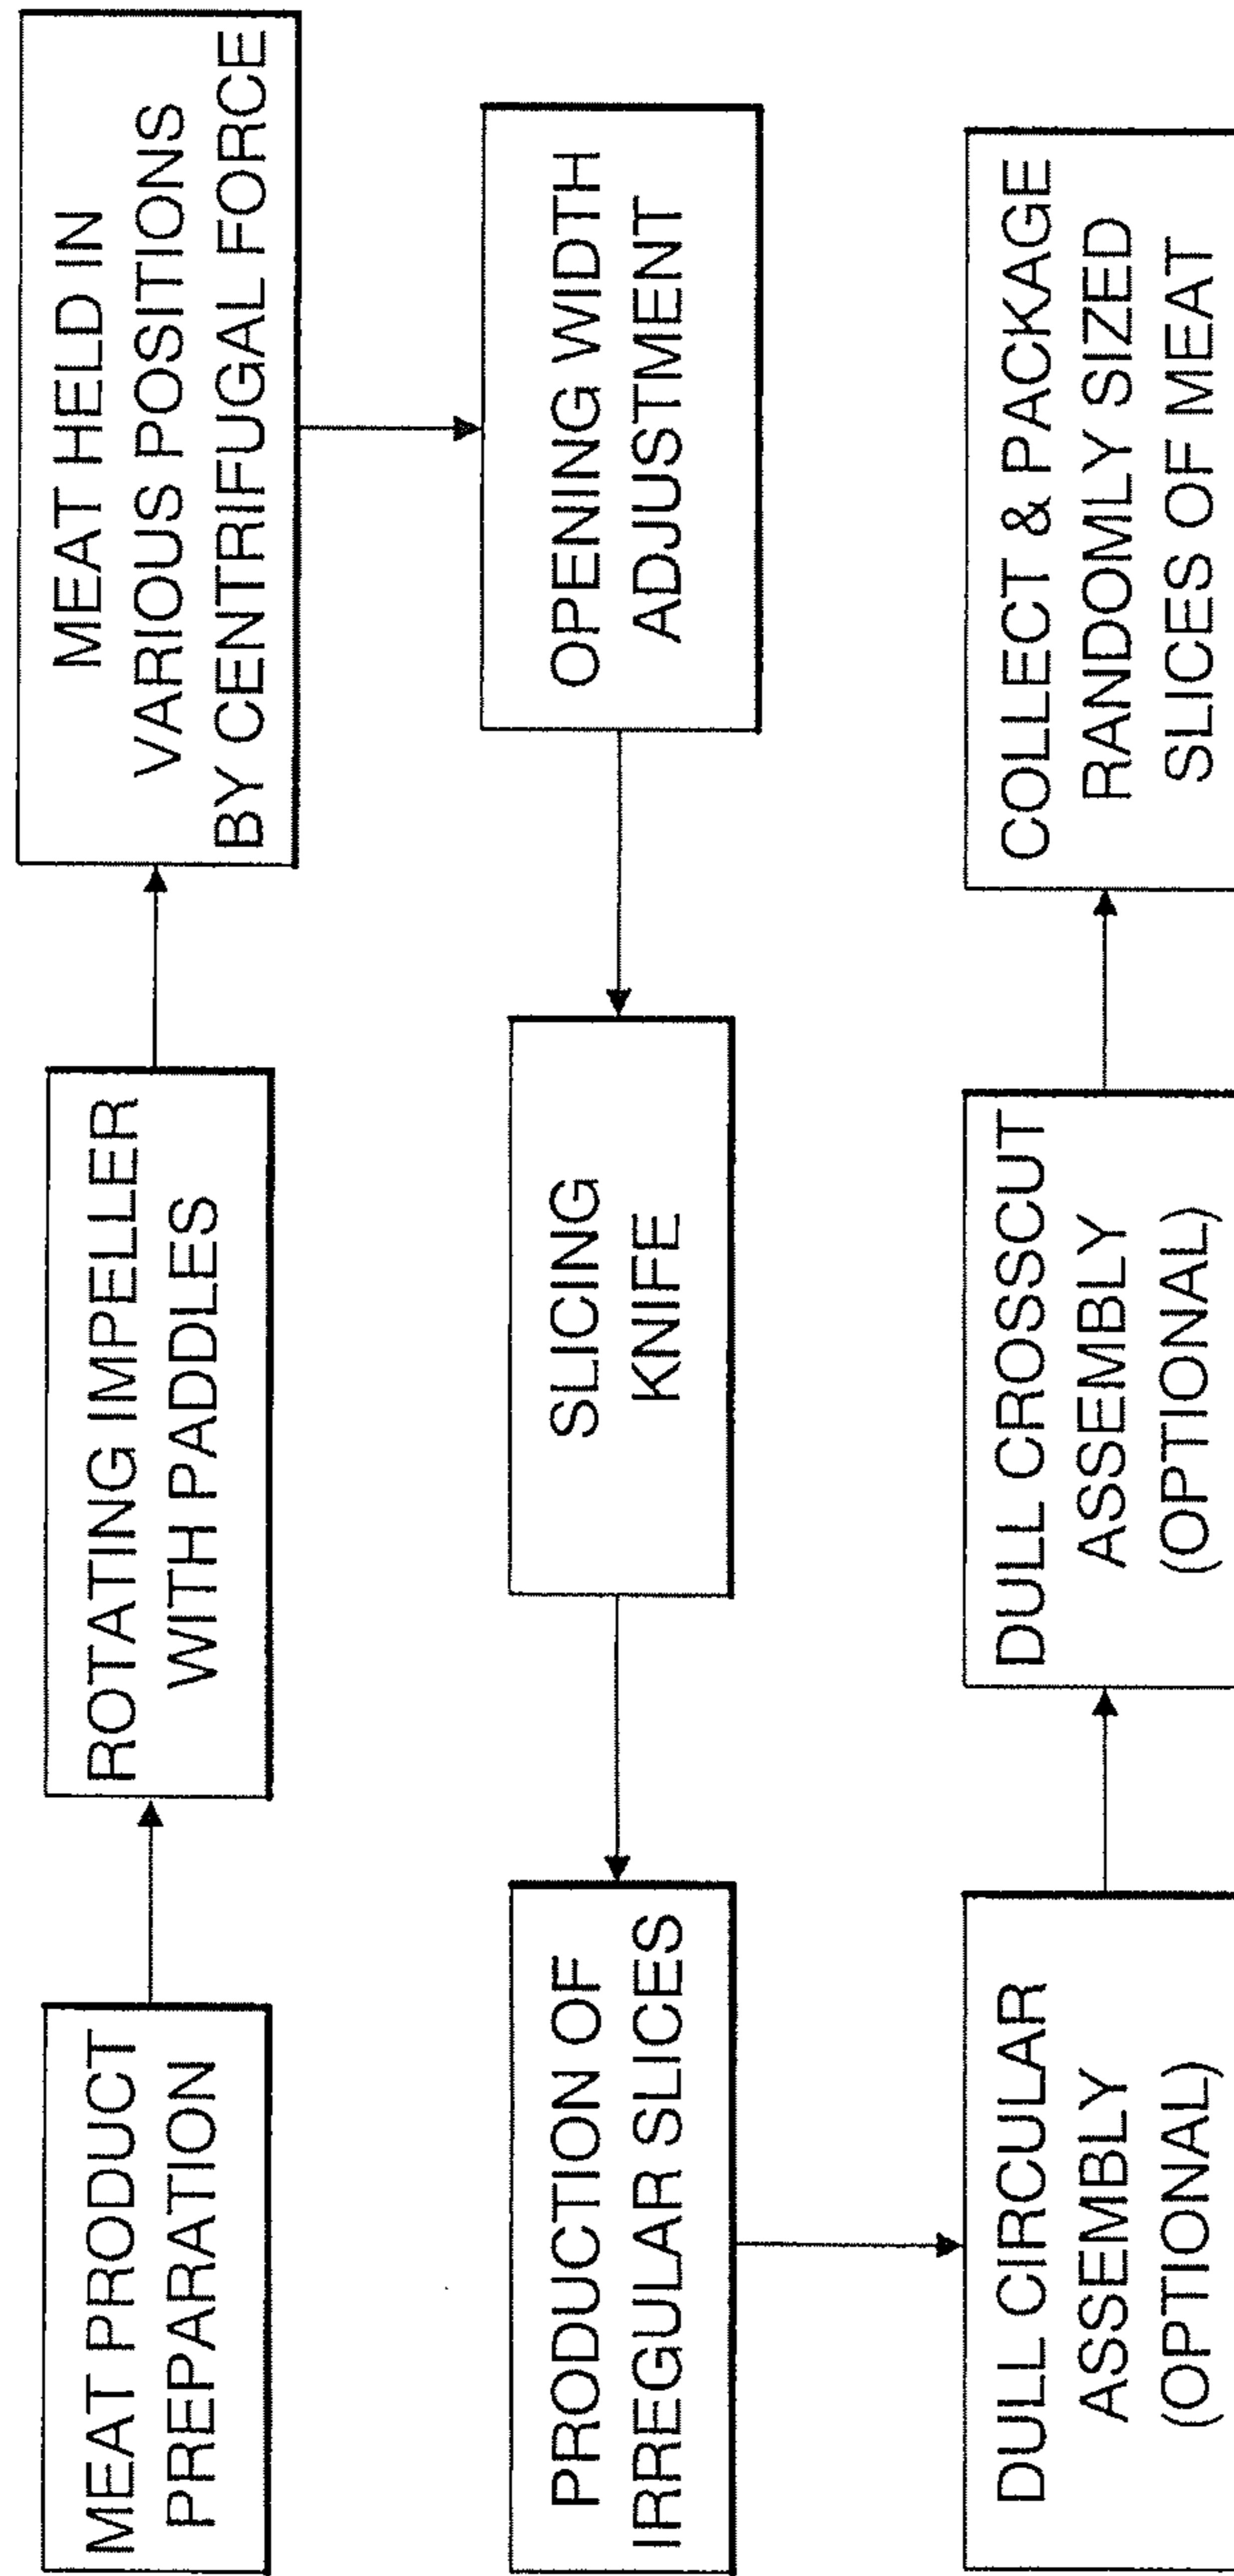 MEAT PRODUCT
PREPARATION
ROTATING IMPELLER
WITH PADDLES
MEAT HELD IN
VARIOUS POSITIONS
BY CENTRIFUGAL FORCE
OPENING WIDTH
ADJUSTMENT
SLICING
KNIFE
PRODUCTION OF
IRREGULAR SLICES
DULL CIRCULAR
ASSEMBLY
(OPTIONAL)
DULL CROSSCUT
ASSEMBLY
(OPTIONAL)
COLLECT & PACKAGE
RANDOMLY SIZED
SLICES OF MEAT